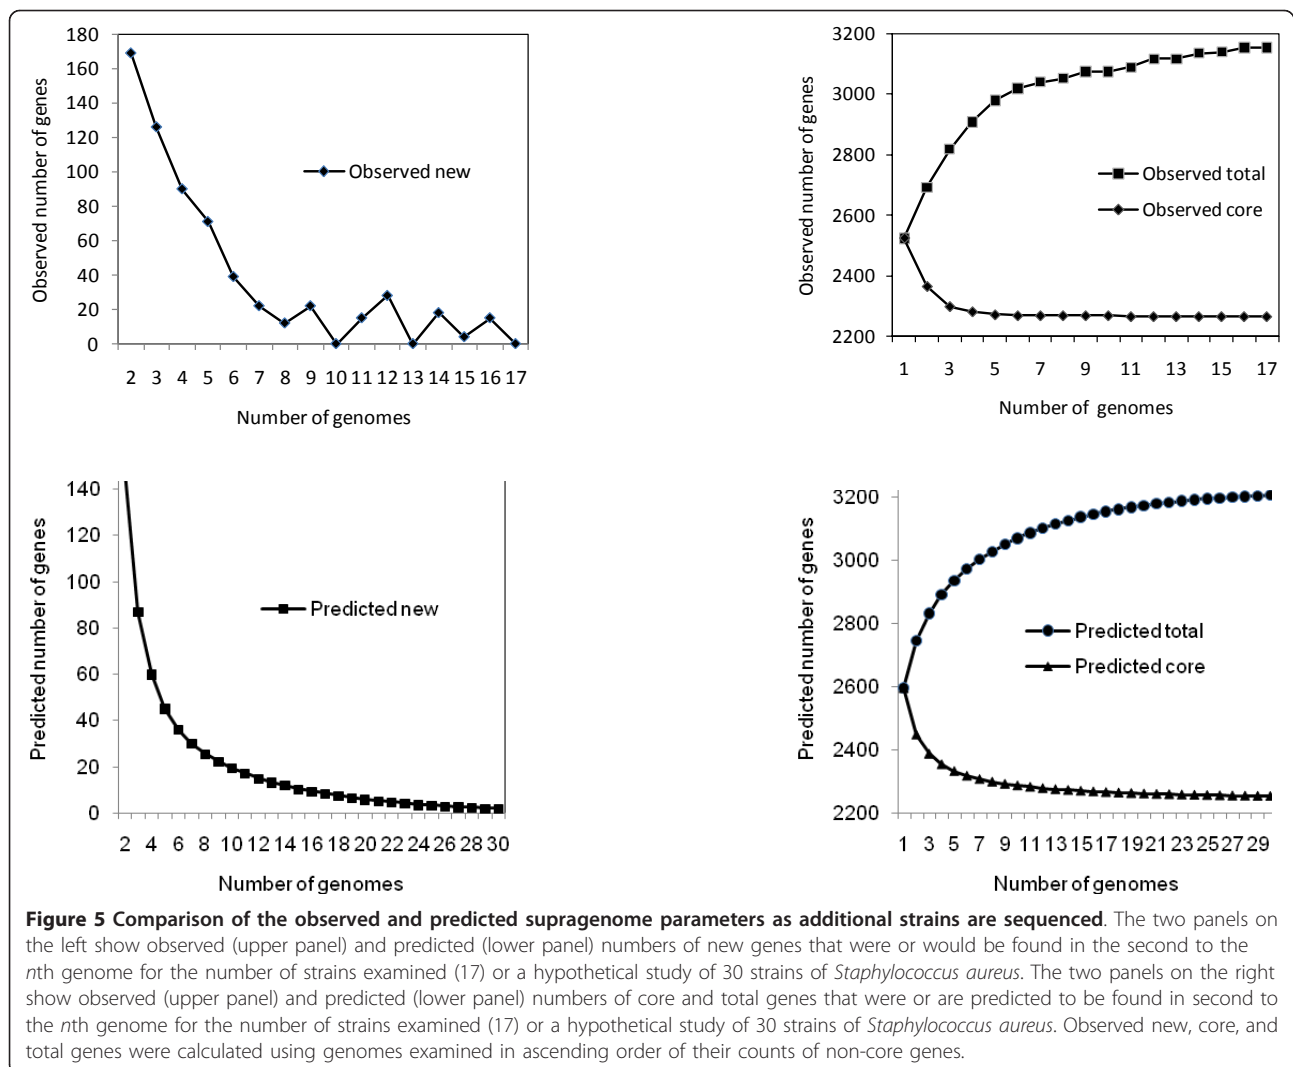 180
160
140
120
100
80
60
40
20
0
Observed number of genes
Observed new
2 3 4 5 6 7 8 9 10 11 12 13 14 15 16 17
Number of genomes
3200
3000
2800
2600
2400
2200
Observed number of genes
Observed total
Observed core
1 3 5 7 9 11 13 15 17
Number of genomes
140
120
100
80
60
40
20
0
Predicted number of genes
Predicted new
2 4 6 8 10 12 14 16 18 20 22 24 26 28 30
Number of genomes
3200
3000
2800
2600
2400
2200
Predicted number of genes
Predicted total
Predicted core
1 3 5 7 9 11 13 15 17 19 21 23 25 27 29
Number of genomes
Figure 5 Comparison of the observed and predicted supragenome parameters as additional strains are sequenced. The two panels on
the left show observed (upper panel) and predicted (lower panel) numbers of new genes that were or would be found in the second to the
nth genome for the number of strains examined (17) or a hypothetical study of 30 strains of Staphylococcus aureus. The two panels on the right
show observed (upper panel) and predicted (lower panel) numbers of core and total genes that were or are predicted to be found in second to
the nth genome for the number of strains examined (17) or a hypothetical study of 30 strains of Staphylococcus aureus. Observed new, core, and
total genes were calculated using genomes examined in ascending order of their counts of non-core genes.